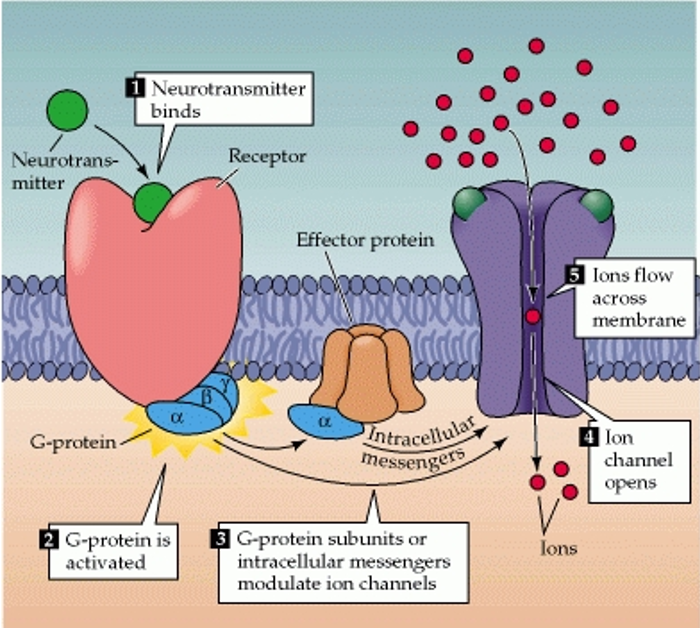 1 Neurotransmitter
binds
Neurotrans-
mitter
Receptor
Effector protein
5 Ions flow
across
membrane
γ
β
α
α
G-protein
Intracellular
messengers
4 Ion
channel
opens
2 G-protein is
activated
3 G-protein subunits or
intracellular messengers
modulate ion channels
Ions